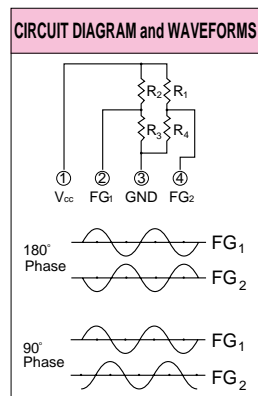 CIRCUIT DIAGRAM and WAVEFORMS
R₂ R₁
R₃ R₄
① ② ③ ④
Vcc FG₁ GND FG₂
180° Phase
FG₁
FG₂
90° Phase
FG₁
FG₂